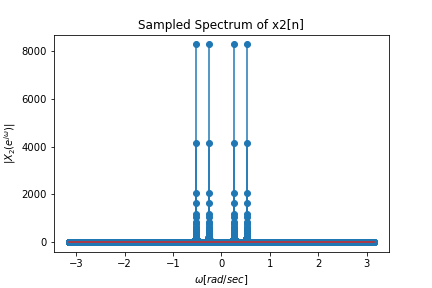 Sampled Spectrum of x2[n]
8000
6000
4000
2000
0
|X₂(e^{jω})|
−3 −2 −1 0 1 2 3
ω[rad/sec]